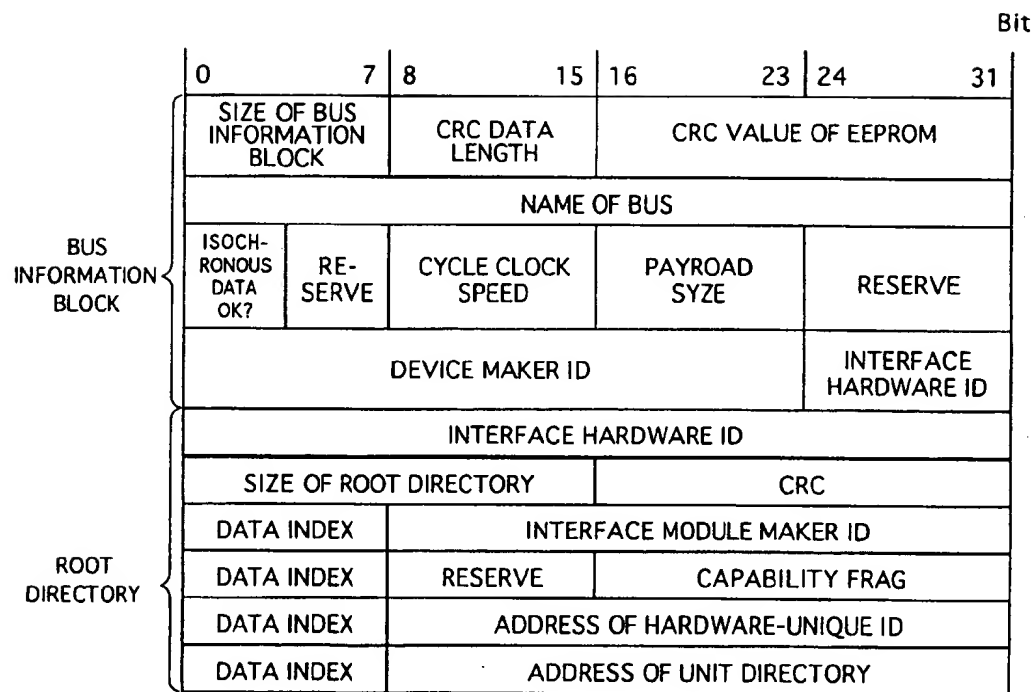 Bit
0 7 8 15 16 23 24 31
SIZE OF BUS
INFORMATION
BLOCK
CRC DATA
LENGTH
CRC VALUE OF EEPROM
NAME OF BUS
BUS
INFORMATION
BLOCK
ISOCH-
RONOUS
DATA
OK?
RE-
SERVE
CYCLE CLOCK
SPEED
PAYROAD
SYZE
RESERVE
DEVICE MAKER ID
INTERFACE
HARDWARE ID
INTERFACE HARDWARE ID
SIZE OF ROOT DIRECTORY CRC
DATA INDEX INTERFACE MODULE MAKER ID
ROOT
DIRECTORY
DATA INDEX RESERVE CAPABILITY FRAG
DATA INDEX ADDRESS OF HARDWARE-UNIQUE ID
DATA INDEX ADDRESS OF UNIT DIRECTORY